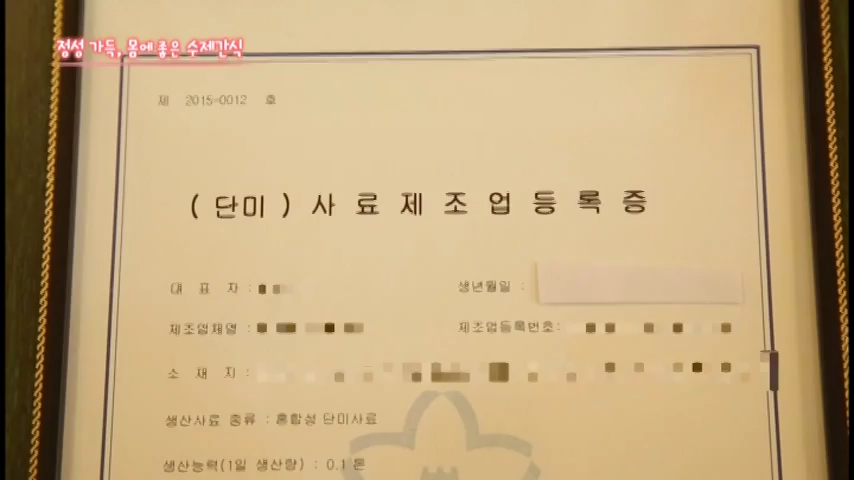 정성 가득, 몸에 좋은 수제간식
제 2015-0012 호
( 단미 ) 사 료 제 조 업 등 록 증
대 표 자 :
생년월일 :
제조업체명 :
제조업등록번호:
소 재 지 :
생산사료 종류 : 혼합성 단미사료
생산능력(1일 생산량) : 0.1 톤